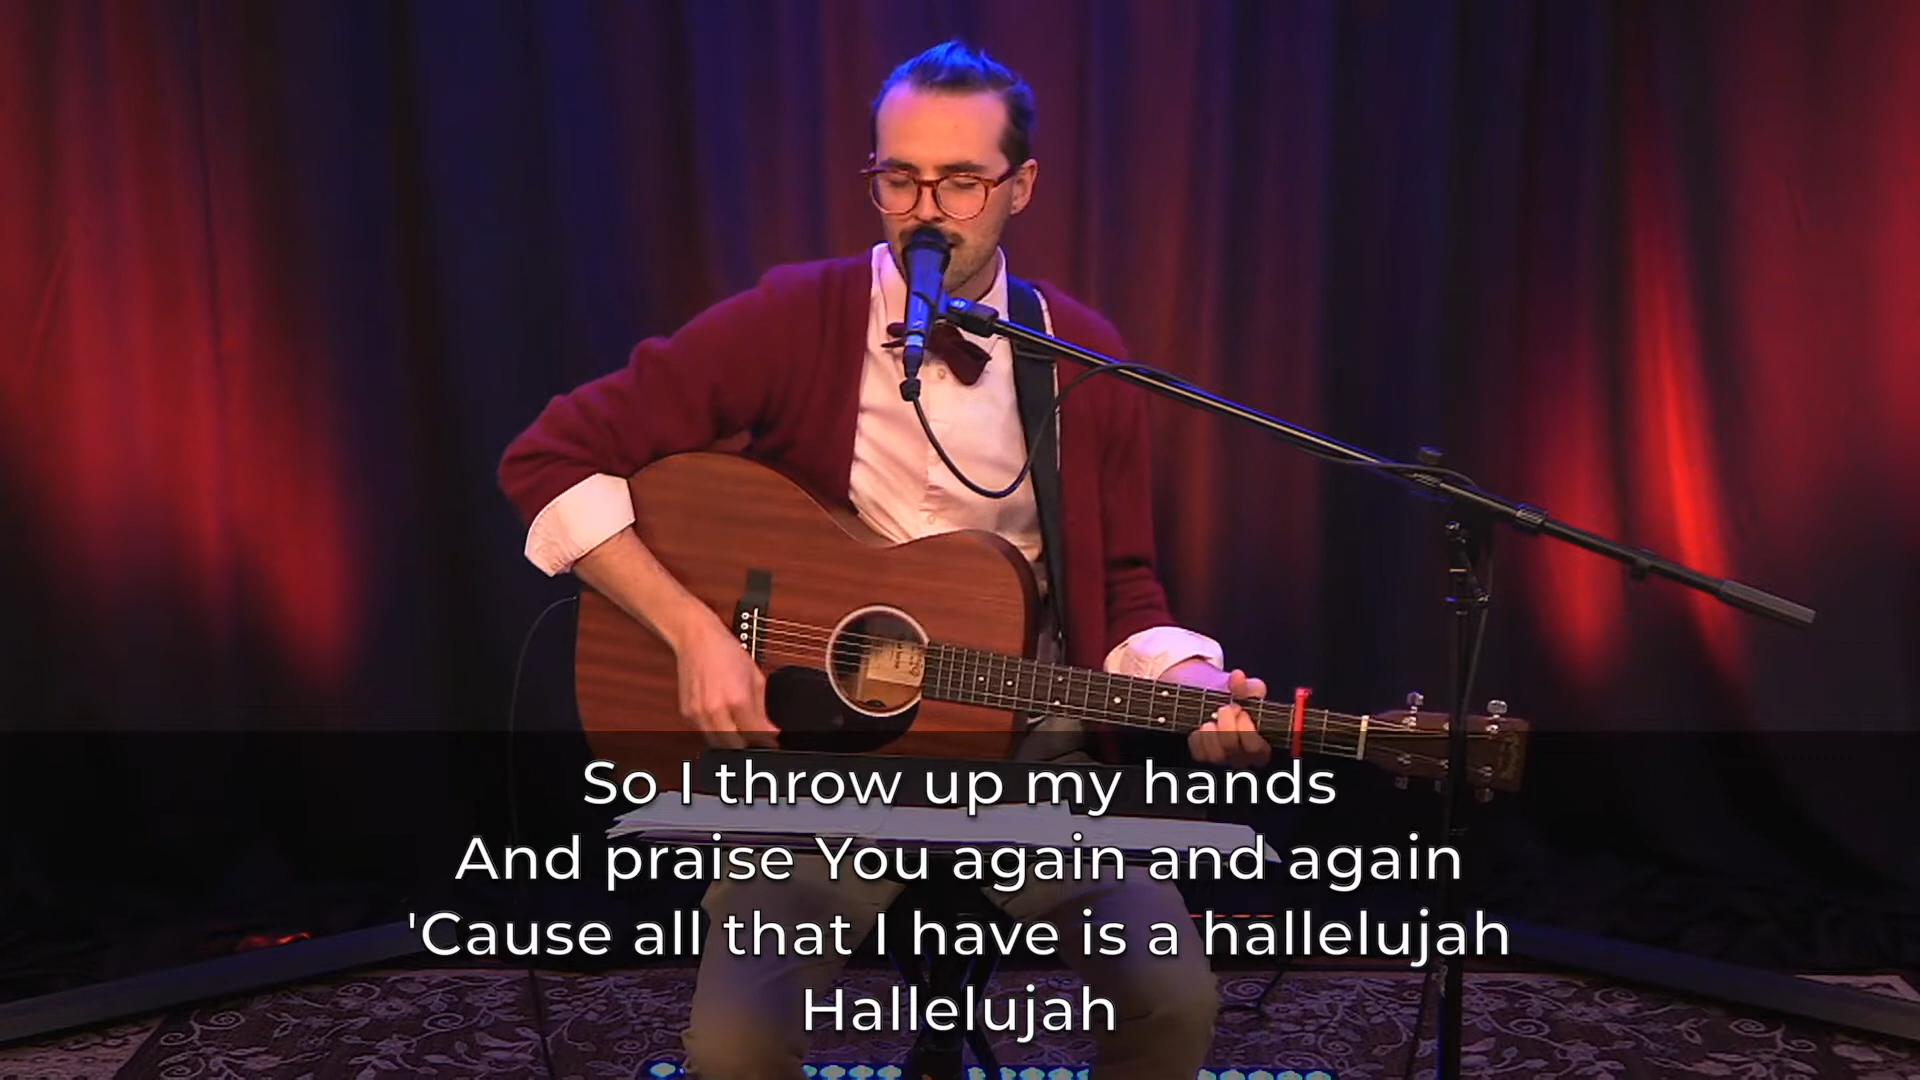 So I throw up my hands
And praise You again and again
'Cause all that I have is a hallelujah
Hallelujah